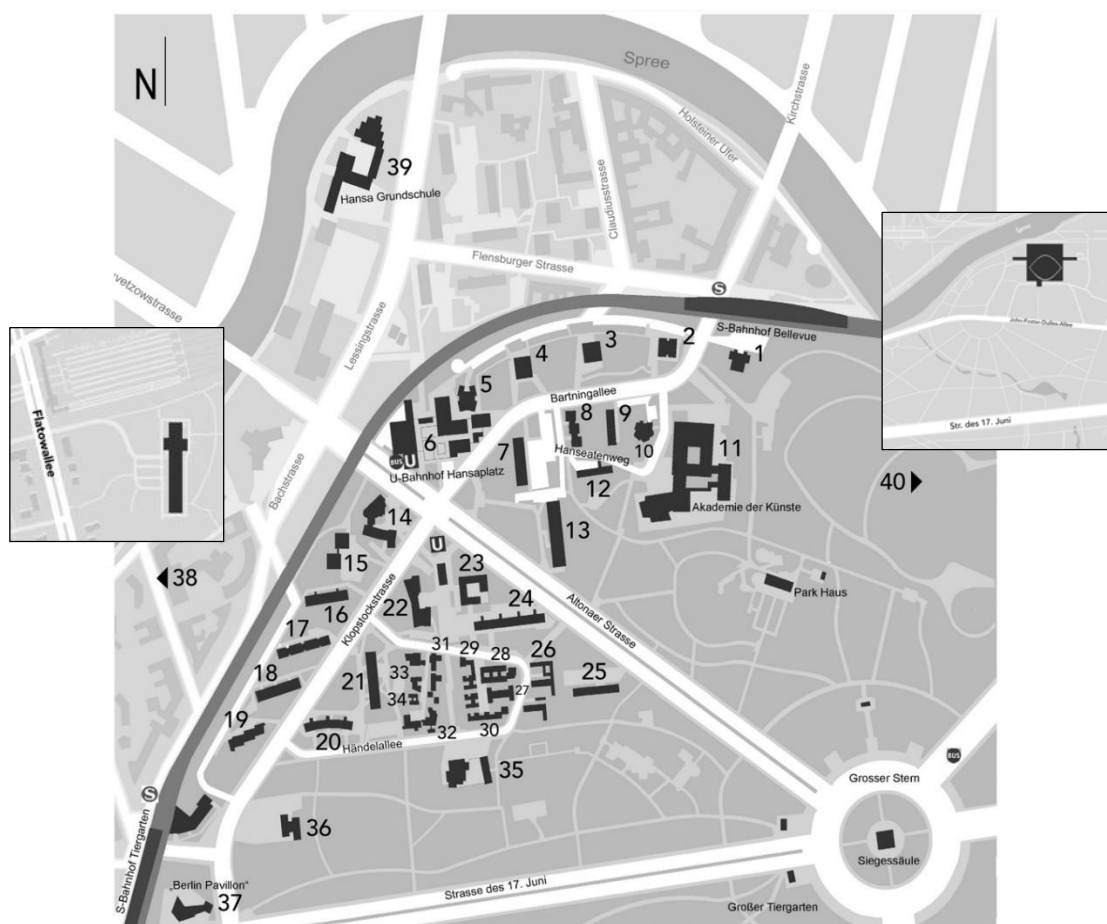 N
Spree
Kirchstrasse
Holsteiner Ufer
Claudiusstrasse
39
Hansa Grundschule
Flensburger Strasse
Lessingstrasse
vetzowstrasse
S
S-Bahnhof Bellevue
1
2
3
4
5
Bartningallee
6
7
8
9
10
11
Hanseatenweg
12
BUS
U
U-Bahnhof Hansaplatz
Akademie der Künste
13
Bachstrasse
14
15
U
Spree
John-Foster-Dulles-Allee
Str. des 17. Juni
40
Flatowallee
38
16
17
18
19
Klopstockstrasse
22
23
24
Altonaer Strasse
Park Haus
31
29
28
26
25
27
33
34
21
20
32
30
Händelallee
35
36
S
S-Bahnhof Tiergarten
„Berlin Pavillon“
37
Strasse des 17. Juni
BUS
Grosser Stern
Siegessäule
Großer Tiergarten